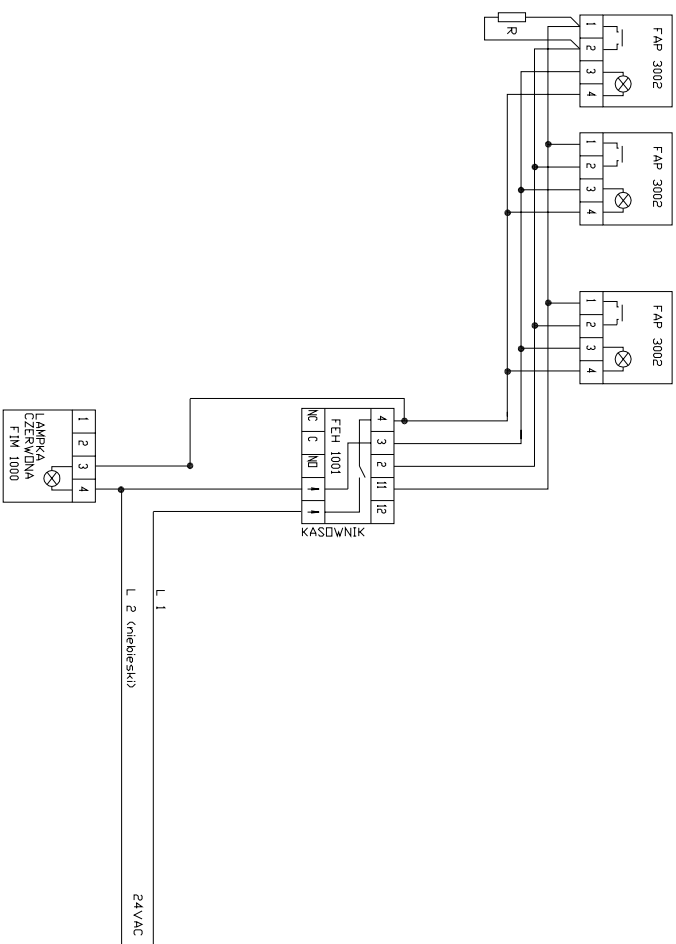 FAP 3002
1
2
3
4
R
FAP 3002
1
2
3
4
FAP 3002
1
2
3
4
FEH 1001
4
3
2
11
12
NC
C
NO
KASOWNIK
LAMPKA
CZERWONA
FIM 1000
1
2
3
4
L 1
L 2 (niebieski)
24VAC